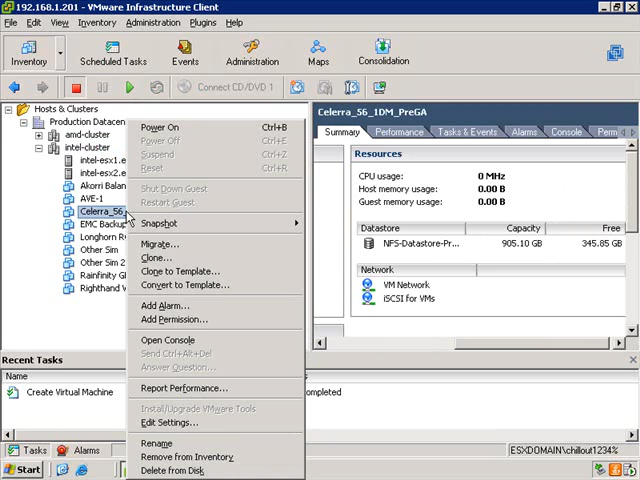 192.168.1.201 - VMware Infrastructure Client
File Edit View Inventory Administration Plugins Help
Inventory Scheduled Tasks Events Administration Maps Consolidation
Connect CD/DVD 1
Hosts & Clusters
Production Datacen
amd-cluster
intel-cluster
intel-esx1.e
intel-esx2.e
Akorri Balan
AVE-1
Celerra_56_
EMC Backup
Longhorn R
Other Sim
Other Sim 2
Rainfinity G
Righthand V
Power On Ctrl+B
Power Off Ctrl+E
Suspend Ctrl+Z
Reset Ctrl+R
Shut Down Guest
Restart Guest
Snapshot
Migrate...
Clone...
Clone to Template...
Convert to Template...
Add Alarm...
Add Permission...
Open Console
Send Ctrl+Alt+Del
Answer Question...
Report Performance...
Install/Upgrade VMware Tools
Edit Settings...
Rename
Remove from Inventory
Delete from Disk
Celerra_56_1DM_PreGA
Summary Performance Tasks & Events Alarms Console Perm
Resources
CPU usage: 0 MHz
Host memory usage: 0.00 B
Guest memory usage: 0.00 B
Datastore Capacity Free
NFS-Datastore-Pr... 905.10 GB 345.85 GB
Network
VM Network
iSCSI for VMs
Recent Tasks
Name
Create Virtual Machine
ompleted
Tasks Alarms
ESXDOMAIN\chillout1234%
Start